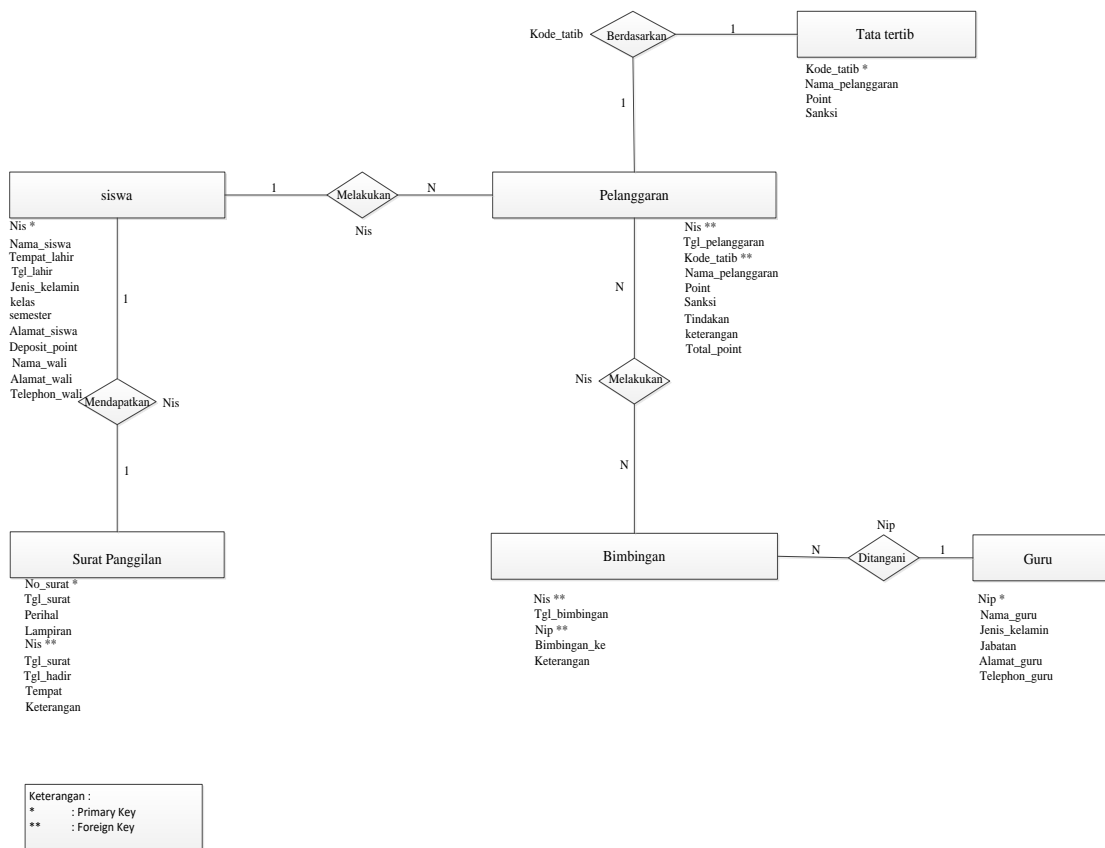 Kode_tatib
Berdasarkan
1
Tata tertib
Kode_tatib *
Nama_pelanggaran
Point
Sanksi
1
siswa
1
Melakukan
N
Nis
Pelanggaran
Nis *
Nama_siswa
Tempat_lahir
Tgl_lahir
Jenis_kelamin
kelas
semester
Alamat_siswa
Deposit_point
Nama_wali
Alamat_wali
Telephon_wali
1
Mendapatkan
Nis
1
Nis **
Tgl_pelanggaran
Kode_tatib **
Nama_pelanggaran
Point
Sanksi
Tindakan
keterangan
Total_point
N
Nis
Melakukan
N
Surat Panggilan
No_surat *
Tgl_surat
Perihal
Lampiran
Nis **
Tgl_surat
Tgl_hadir
Tempat
Keterangan
Bimbingan
Nis **
Tgl_bimbingan
Nip **
Bimbingan_ke
Keterangan
N
Nip
Ditangani
1
Guru
Nip *
Nama_guru
Jenis_kelamin
Jabatan
Alamat_guru
Telephon_guru
Keterangan :
* : Primary Key
** : Foreign Key